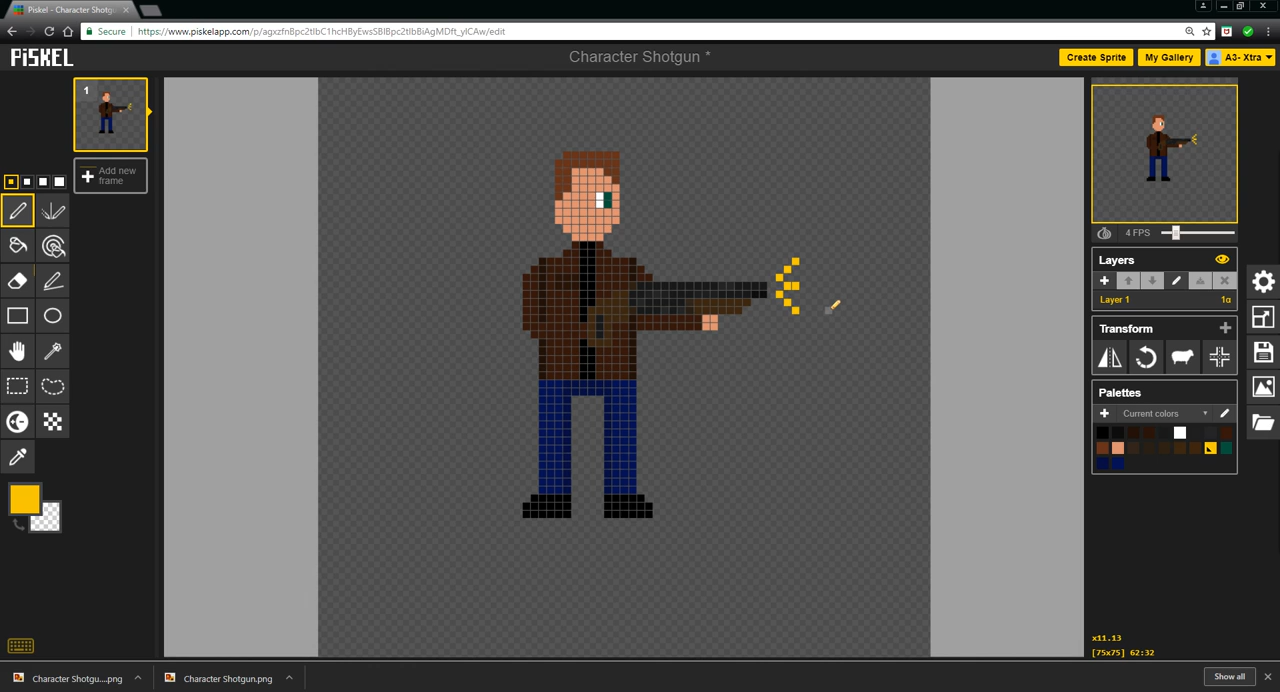 Piskel - Character Shotgu
Secure
https://www.piskelapp.com/p/agxzfnBpc2tlbC1hcHByEwsSBlBpc2tlbBiAgMDft_ylCAw/edit
PiSKEL
Character Shotgun *
Create Sprite
My Gallery
A3- Xtra
1
Add new
frame
4 FPS
Layers
Layer 1
1α
Transform
Palettes
Current colors
x11.13
[75x75] 62:32
Character Shotgu....png
Character Shotgun.png
Show all